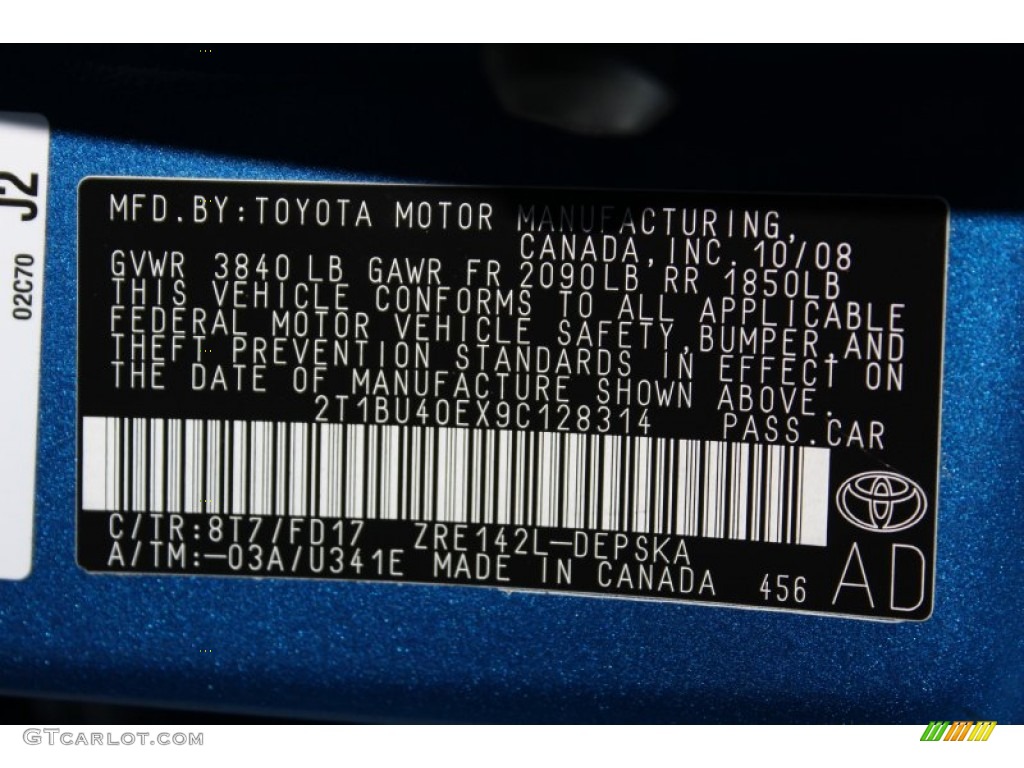 J2
02C70
MFD.BY:TOYOTA MOTOR MANUFACTURING,
CANADA,INC. 10/08
GVWR 3840LB GAWR FR 2090LB RR 1850LB
THIS VEHICLE CONFORMS TO ALL APPLICABLE
FEDERAL MOTOR VEHICLE SAFETY,BUMPER,AND
THEFT PREVENTION STANDARDS IN EFFECT ON
THE DATE OF MANUFACTURE SHOWN ABOVE.
2T1BU40EX9C128314 PASS.CAR
C/TR:8T7/FD17 ZRE142L-DEPSKA
A/TM:-03A/U341E MADE IN CANADA 456 AD
GTCarlot.com